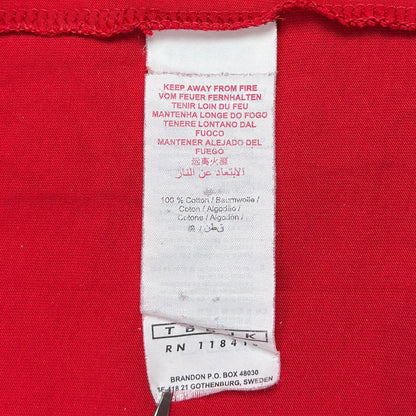 KEEP AWAY FROM FIRE
VOM FEUER FERNHALTEN
TENIR LOIN DU FEU
MANTENHA LONGE DO FOGO
TENERE LONTANO DAL
FUOCO
MANTENER ALEJADO DEL
FUEGO
远离火源
الابتعاد عن النار
100 % Cotton / Baumwolle /
Coton / Algodão /
Cotone / Algodón /
棉 / قطن
RN 11841
BRANDON P.O. BOX 48030
SE-418 21 GOTHENBURG, SWEDEN